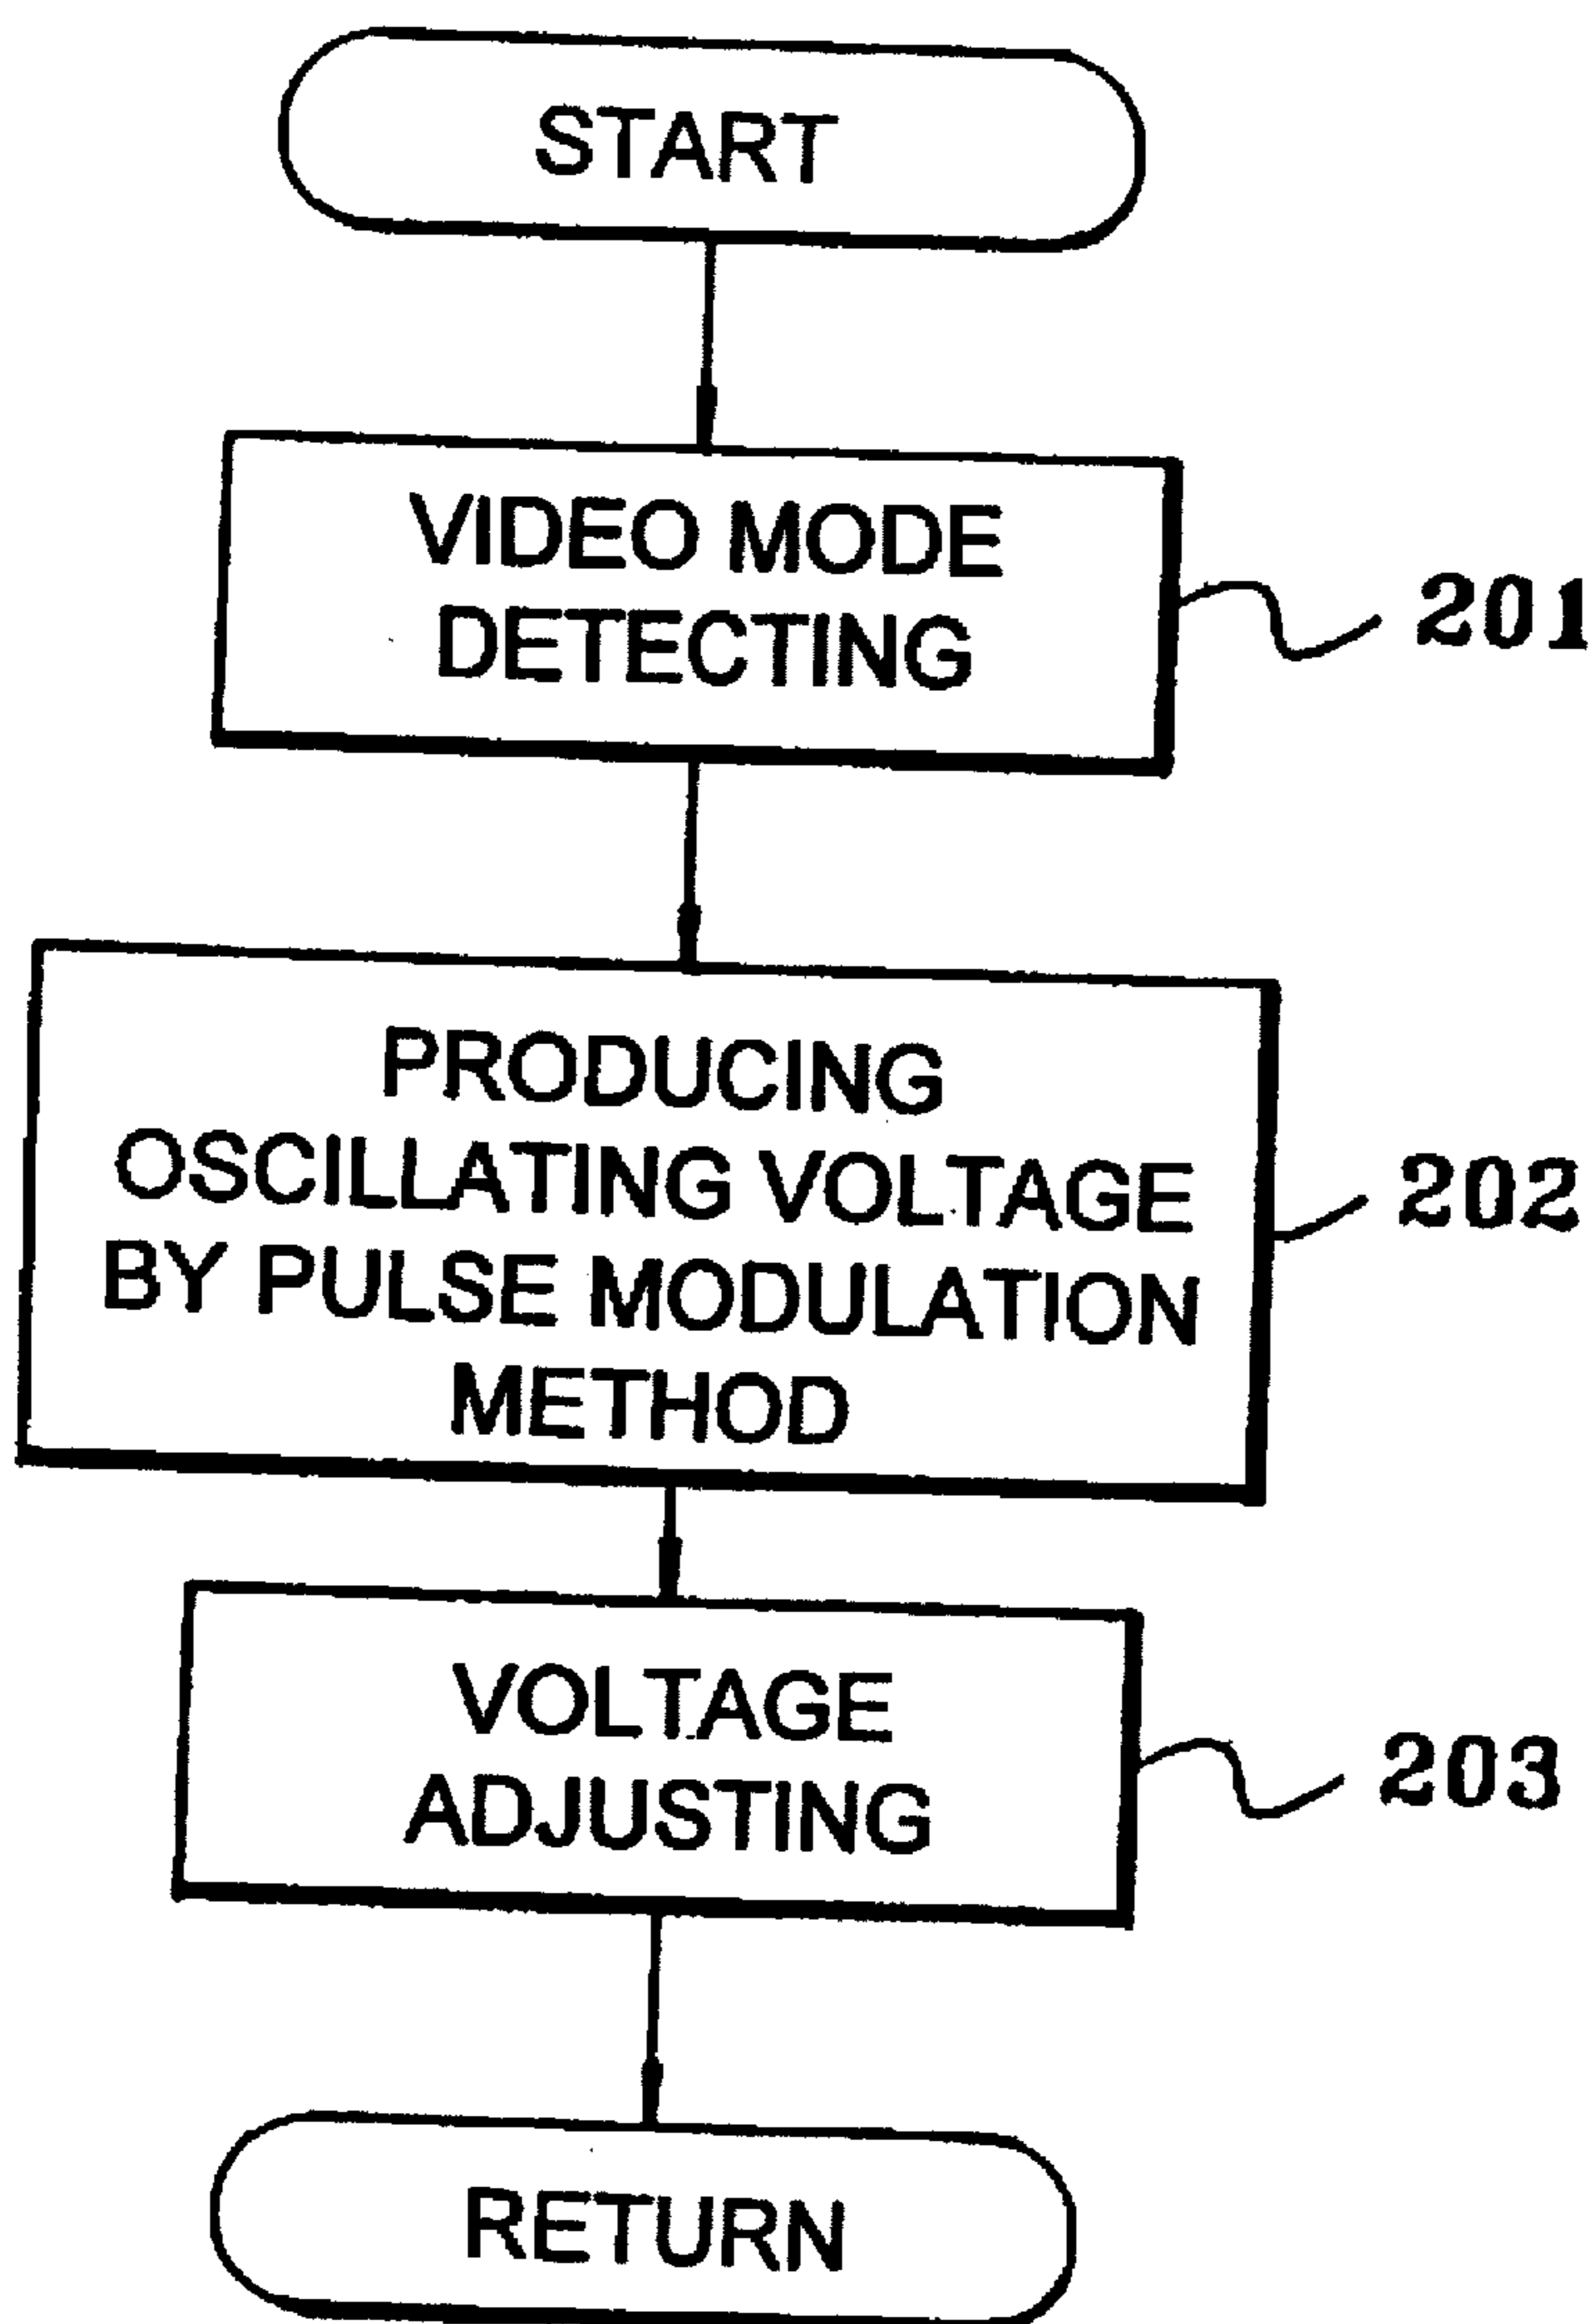 START
VIDEO MODE
DETECTING
201
PRODUCING
OSCILLATING VOLTAGE
BY PULSE MODULATION
METHOD
202
VOLTAGE
ADJUSTING
203
RETURN